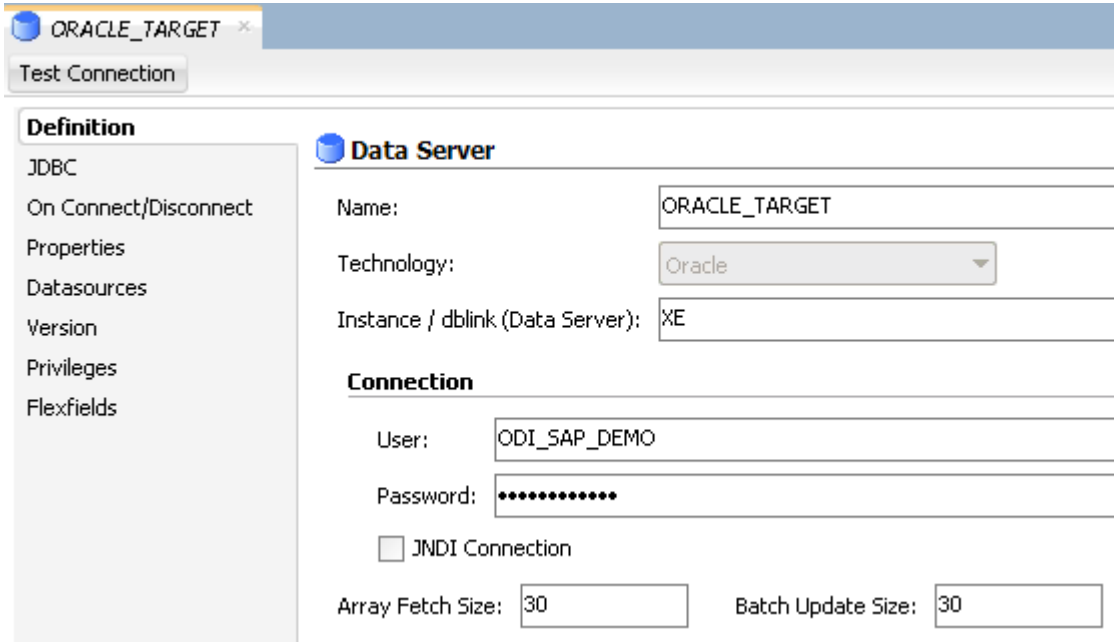 ORACLE_TARGET
Test Connection
Definition
JDBC
On Connect/Disconnect
Properties
Datasources
Version
Privileges
Flexfields
Data Server
Name: ORACLE_TARGET
Technology: Oracle
Instance / dblink (Data Server): XE
Connection
User: ODI_SAP_DEMO
Password: ••••••••••••
JNDI Connection
Array Fetch Size: 30 Batch Update Size: 30